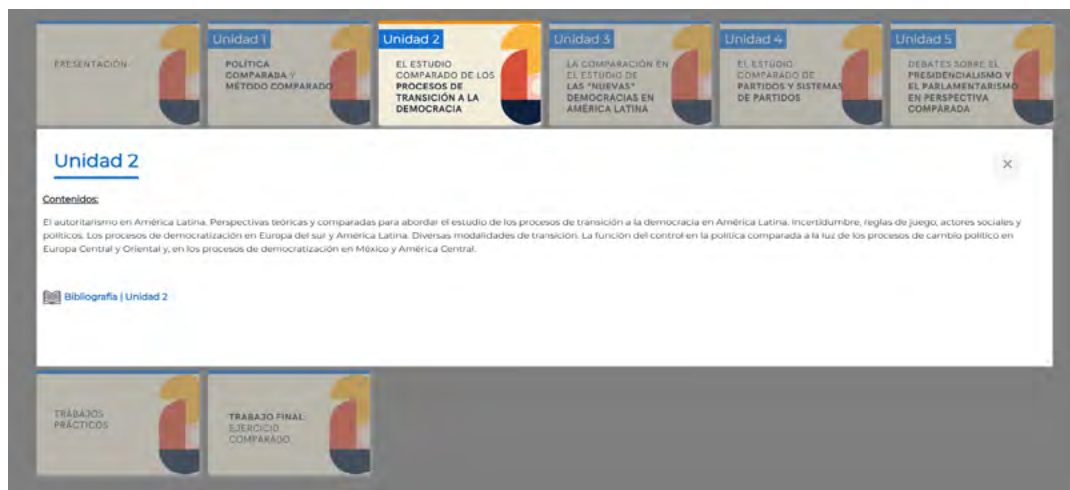 PRESENTACIÓN
Unidad 1
POLÍTICA
COMPARADA Y
MÉTODO COMPARADO
Unidad 2
EL ESTUDIO
COMPARADO DE LOS
PROCESOS DE
TRANSICIÓN A LA
DEMOCRACIA
Unidad 3
LA COMPARACIÓN EN
EL ESTUDIO DE
LAS "NUEVAS"
DEMOCRACIAS EN
AMÉRICA LATINA
Unidad 4
EL ESTUDIO
COMPARADO DE
PARTIDOS Y SISTEMAS
DE PARTIDOS
Unidad 5
DEBATES SOBRE EL
PRESIDENCIALISMO Y
EL PARLAMENTARISMO
EN PERSPECTIVA
COMPARADA
Unidad 2
Contenidos:
El autoritarismo en América Latina. Perspectivas teóricas y comparadas para abordar el estudio de los procesos de transición a la democracia en América Latina. Incertidumbre, reglas de juego, actores sociales y
políticos. Los procesos de democratización en Europa del sur y América Latina. Diversas modalidades de transición. La función del control en la política comparada a la luz de los procesos de cambio político en
Europa Central y Oriental y, en los procesos de democratización en México y América Central.
Bibliografía | Unidad 2
TRABAJOS
PRÁCTICOS
TRABAJO FINAL:
EJERCICIO
COMPARADO